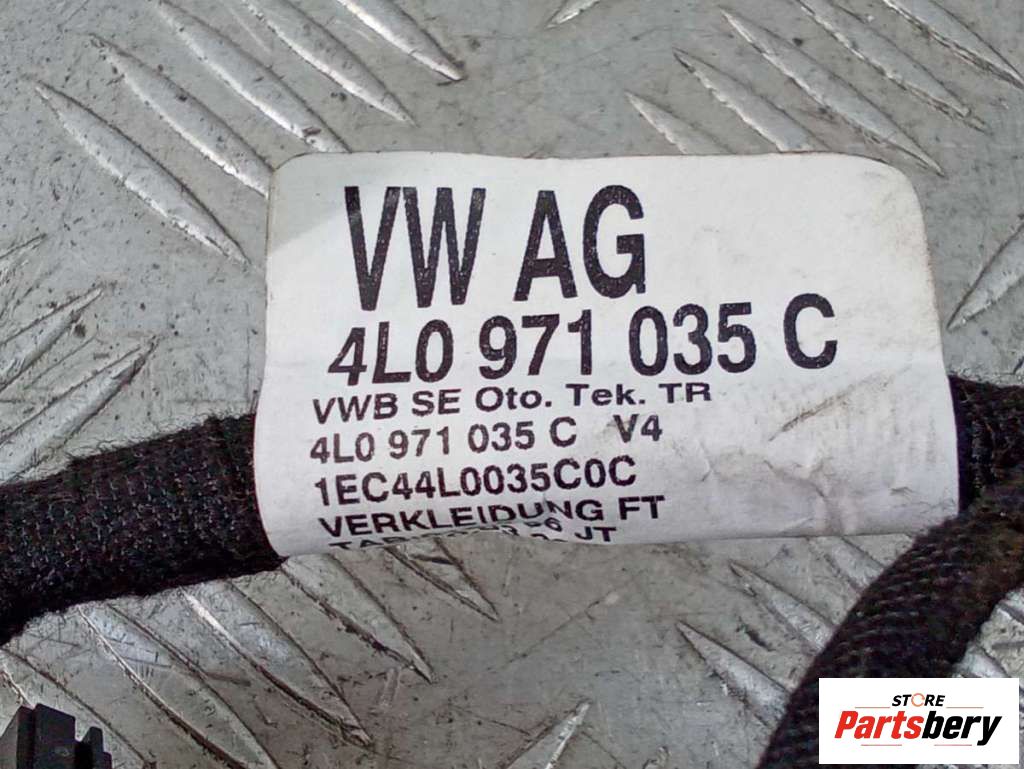 VW AG
4L0 971 035 C
VWB SE Oto. Tek. TR
4L0 971 035 C V4
1EC44L0035C0C
VERKLEIDUNG FT
JT
STORE
Partsbery